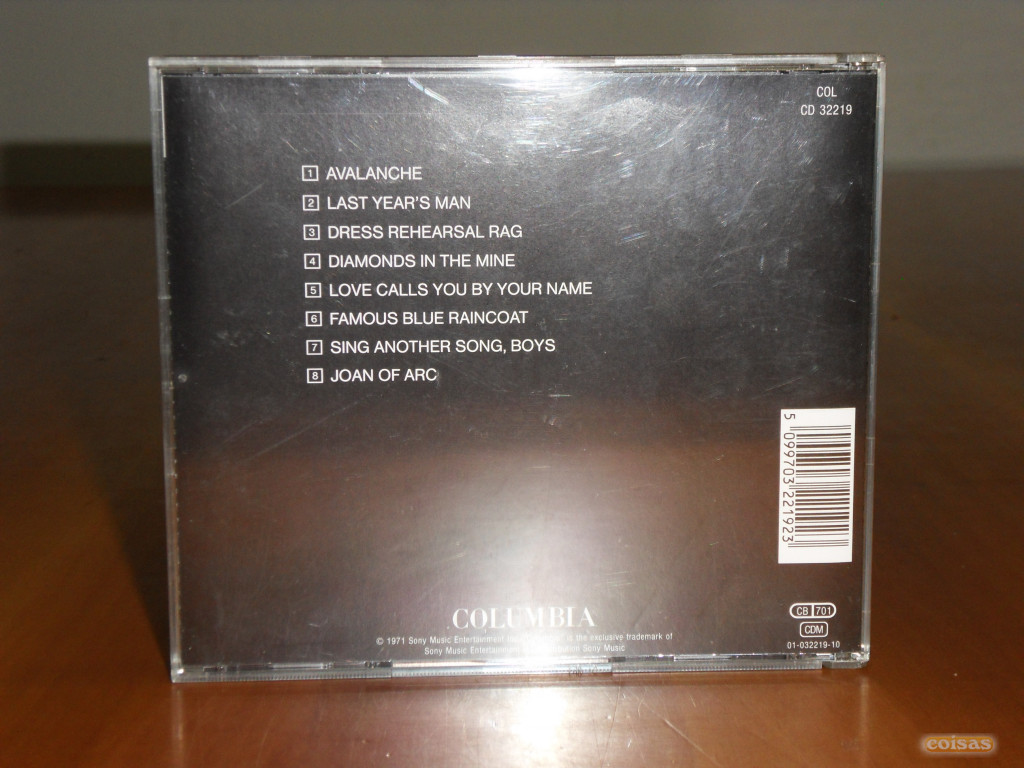 COL
CD 32219
1 AVALANCHE
2 LAST YEAR'S MAN
3 DRESS REHEARSAL RAG
4 DIAMONDS IN THE MINE
5 LOVE CALLS YOU BY YOUR NAME
6 FAMOUS BLUE RAINCOAT
7 SING ANOTHER SONG, BOYS
8 JOAN OF ARC
5 099703 221923
COLUMBIA
© 1971 Sony Music Entertainment is the exclusive trademark of
Sony Music Entertainment Sony Music
CB 701
CDM
01-032219-10
coisas